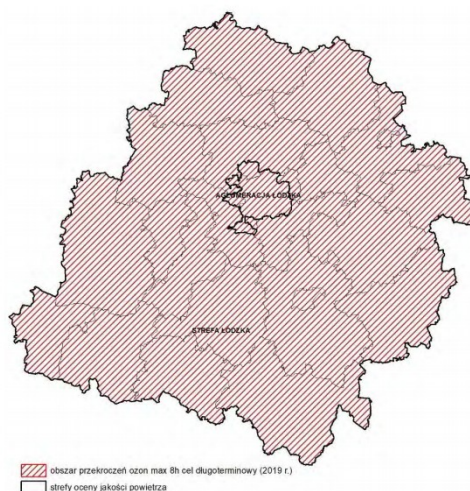 AGLOMERACJA ŁÓDZKA
STREFA ŁÓDZKA
obszar przekroczeń ozon max 8h cel długoterminowy (2019 r.)
strefy oceny jakości powietrza